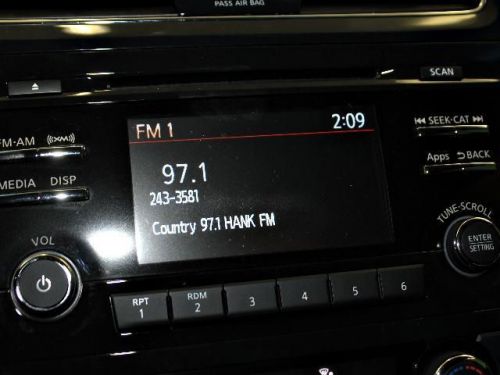 PASS AIR BAG
SCAN
FM·AM XM
SEEK·CAT
FM 1 2:09
97.1
243-3581
Country 97.1 HANK FM
Apps BACK
MEDIA DISP
TUNE·SCROLL
ENTER
SETTING
VOL
RPT
1
RDM
2
3
4
5
6